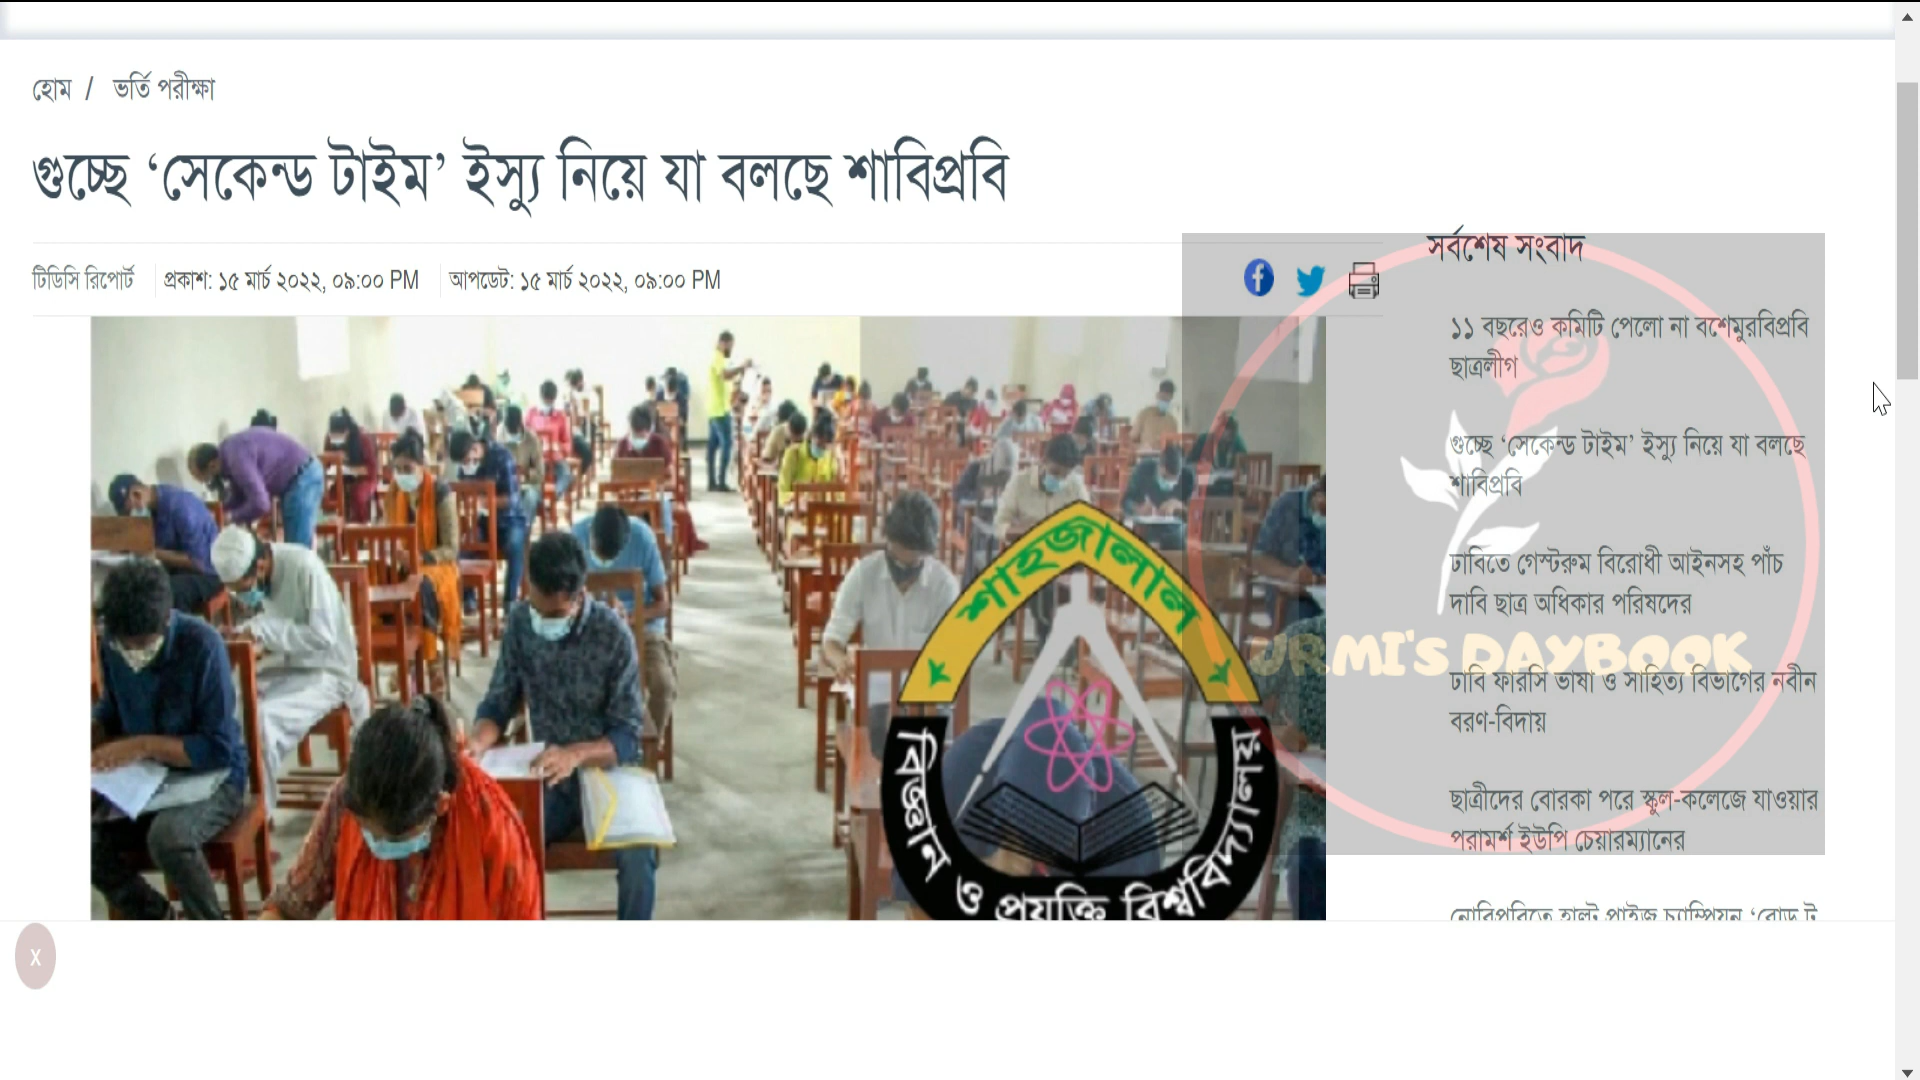 হোম / ভর্তি পরীক্ষা
গুচ্ছে ‘সেকেন্ড টাইম’ ইস্যু নিয়ে যা বলছে শাবিপ্রবি
টিডিসি রিপোর্ট প্রকাশ: ১৫ মার্চ ২০২২, ০৯:০০ PM আপডেট: ১৫ মার্চ ২০২২, ০৯:০০ PM
শাহজালাল
বিজ্ঞান ও প্রযুক্তি বিশ্ববিদ্যালয়
সর্বশেষ সংবাদ
১১ বছরেও কমিটি পেলো না বশেমুরবিপ্রবি
ছাত্রলীগ
গুচ্ছে ‘সেকেন্ড টাইম’ ইস্যু নিয়ে যা বলছে
শাবিপ্রবি
ঢাবিতে গেস্টরুম বিরোধী আইনসহ পাঁচ
দাবি ছাত্র অধিকার পরিষদের
URMI'S DAYBOOK
ঢাবি ফারসি ভাষা ও সাহিত্য বিভাগের নবীন
বরণ-বিদায়
ছাত্রীদের বোরকা পরে স্কুল-কলেজে যাওয়ার
পরামর্শ ইউপি চেয়ারম্যানের
X